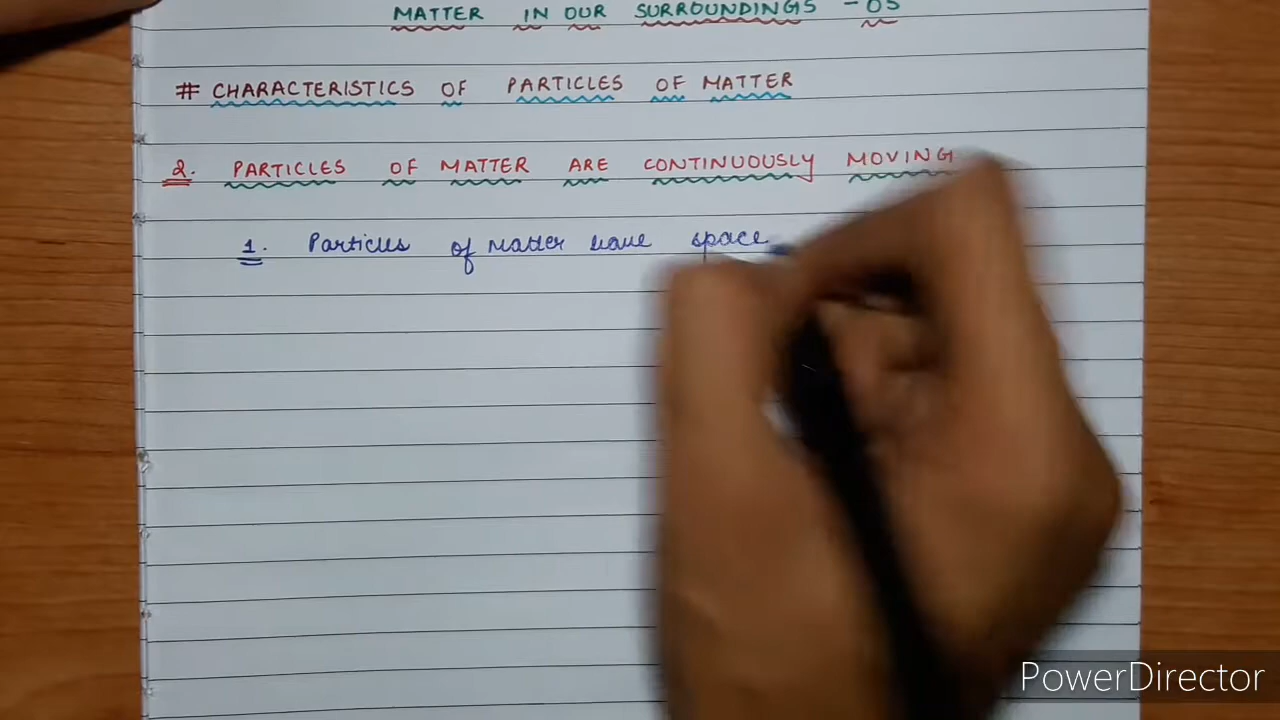 MATTER IN OUR SURROUNDINGS - 05
# CHARACTERISTICS OF PARTICLES OF MATTER
2. PARTICLES OF MATTER ARE CONTINUOUSLY MOVING
1. Particles of Matter have space
PowerDirector